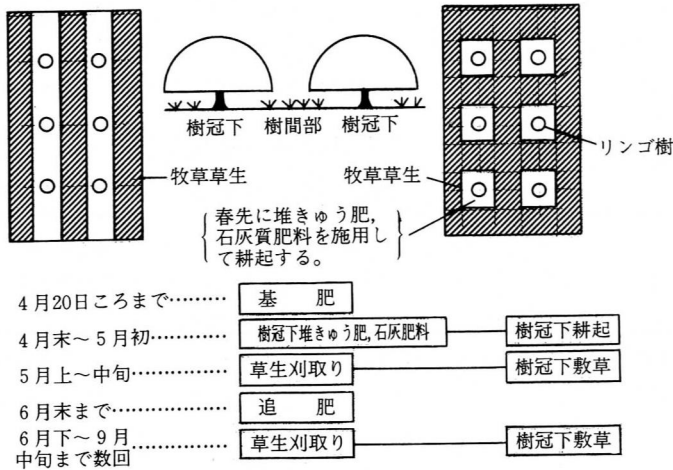 樹冠下 樹間部 樹冠下
リンゴ樹
牧草草生
牧草草生
春先に堆きゅう肥,
石灰質肥料を施用し
て耕起する。
4月20日ころまで……… 基肥
4月末～5月初………… 樹冠下堆きゅう肥,石灰肥料 樹冠下耕起
5月上～中旬………… 草生刈取り 樹冠下敷草
6月末まで…………… 追肥
6月下～9月
中旬まで数回………… 草生刈取り 樹冠下敷草